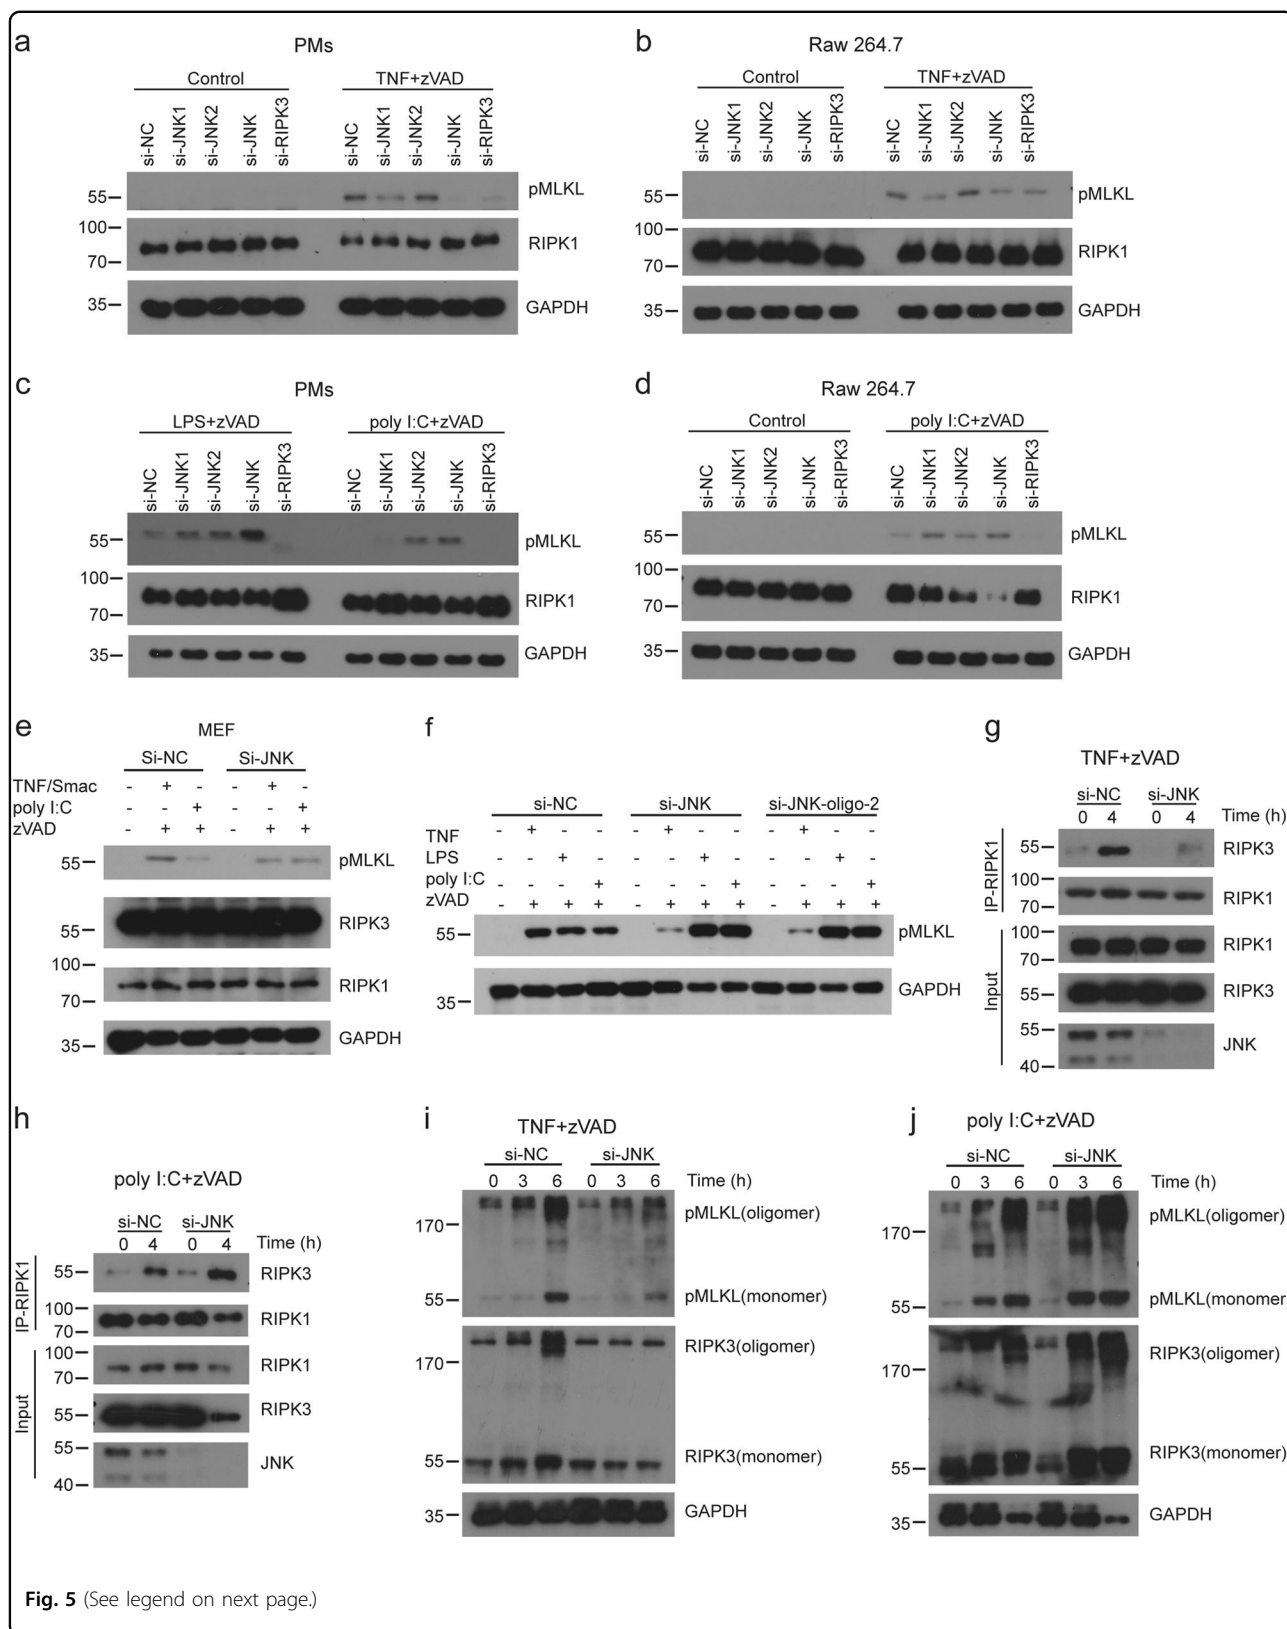 a
PMs
Control TNF+zVAD
si-NC si-JNK1 si-JNK2 si-JNK si-RIPK3 si-NC si-JNK1 si-JNK2 si-JNK si-RIPK3
55 pMLKL
100
70 RIPK1
35 GAPDH
b
Raw 264.7
Control TNF+zVAD
si-NC si-JNK1 si-JNK2 si-JNK si-RIPK3 si-NC si-JNK1 si-JNK2 si-JNK si-RIPK3
55 pMLKL
100
70 RIPK1
35 GAPDH
c
PMs
LPS+zVAD poly I:C+zVAD
si-NC si-JNK1 si-JNK2 si-JNK si-RIPK3 si-NC si-JNK1 si-JNK2 si-JNK si-RIPK3
55 pMLKL
100
70 RIPK1
35 GAPDH
d
Raw 264.7
Control poly I:C+zVAD
si-NC si-JNK1 si-JNK2 si-JNK si-RIPK3 si-NC si-JNK1 si-JNK2 si-JNK si-RIPK3
55 pMLKL
100
70 RIPK1
35 GAPDH
e
MEF
Si-NC Si-JNK
TNF/Smac - + - - + -
poly I:C - - + - - +
zVAD - + + - + +
55 pMLKL
55 RIPK3
100
70 RIPK1
35 GAPDH
f
si-NC si-JNK si-JNK-oligo-2
TNF - + - - - + - - - + - -
LPS - - + - - - + - - - + -
poly I:C - - - + - - - + - - - +
zVAD - + + + - + + + - + + +
55 pMLKL
35 GAPDH
g
TNF+zVAD
si-NC si-JNK
0 4 0 4 Time (h)
IP-RIPK1
55 RIPK3
100
70 RIPK1
Input
100
70 RIPK1
55 RIPK3
55
40 JNK
h
poly I:C+zVAD
si-NC si-JNK
0 4 0 4 Time (h)
IP-RIPK1
55 RIPK3
100
70 RIPK1
Input
100
70 RIPK1
55 RIPK3
55
40 JNK
i
TNF+zVAD
si-NC si-JNK
0 3 6 0 3 6 Time (h)
170 pMLKL(oligomer)
55 pMLKL(monomer)
170 RIPK3(oligomer)
55 RIPK3(monomer)
35 GAPDH
j
poly I:C+zVAD
si-NC si-JNK
0 3 6 0 3 6 Time (h)
170 pMLKL(oligomer)
55 pMLKL(monomer
170 RIPK3(oligomer)
55 RIPK3(monomer)
35 GAPDH
Fig. 5 (See legend on next page.)